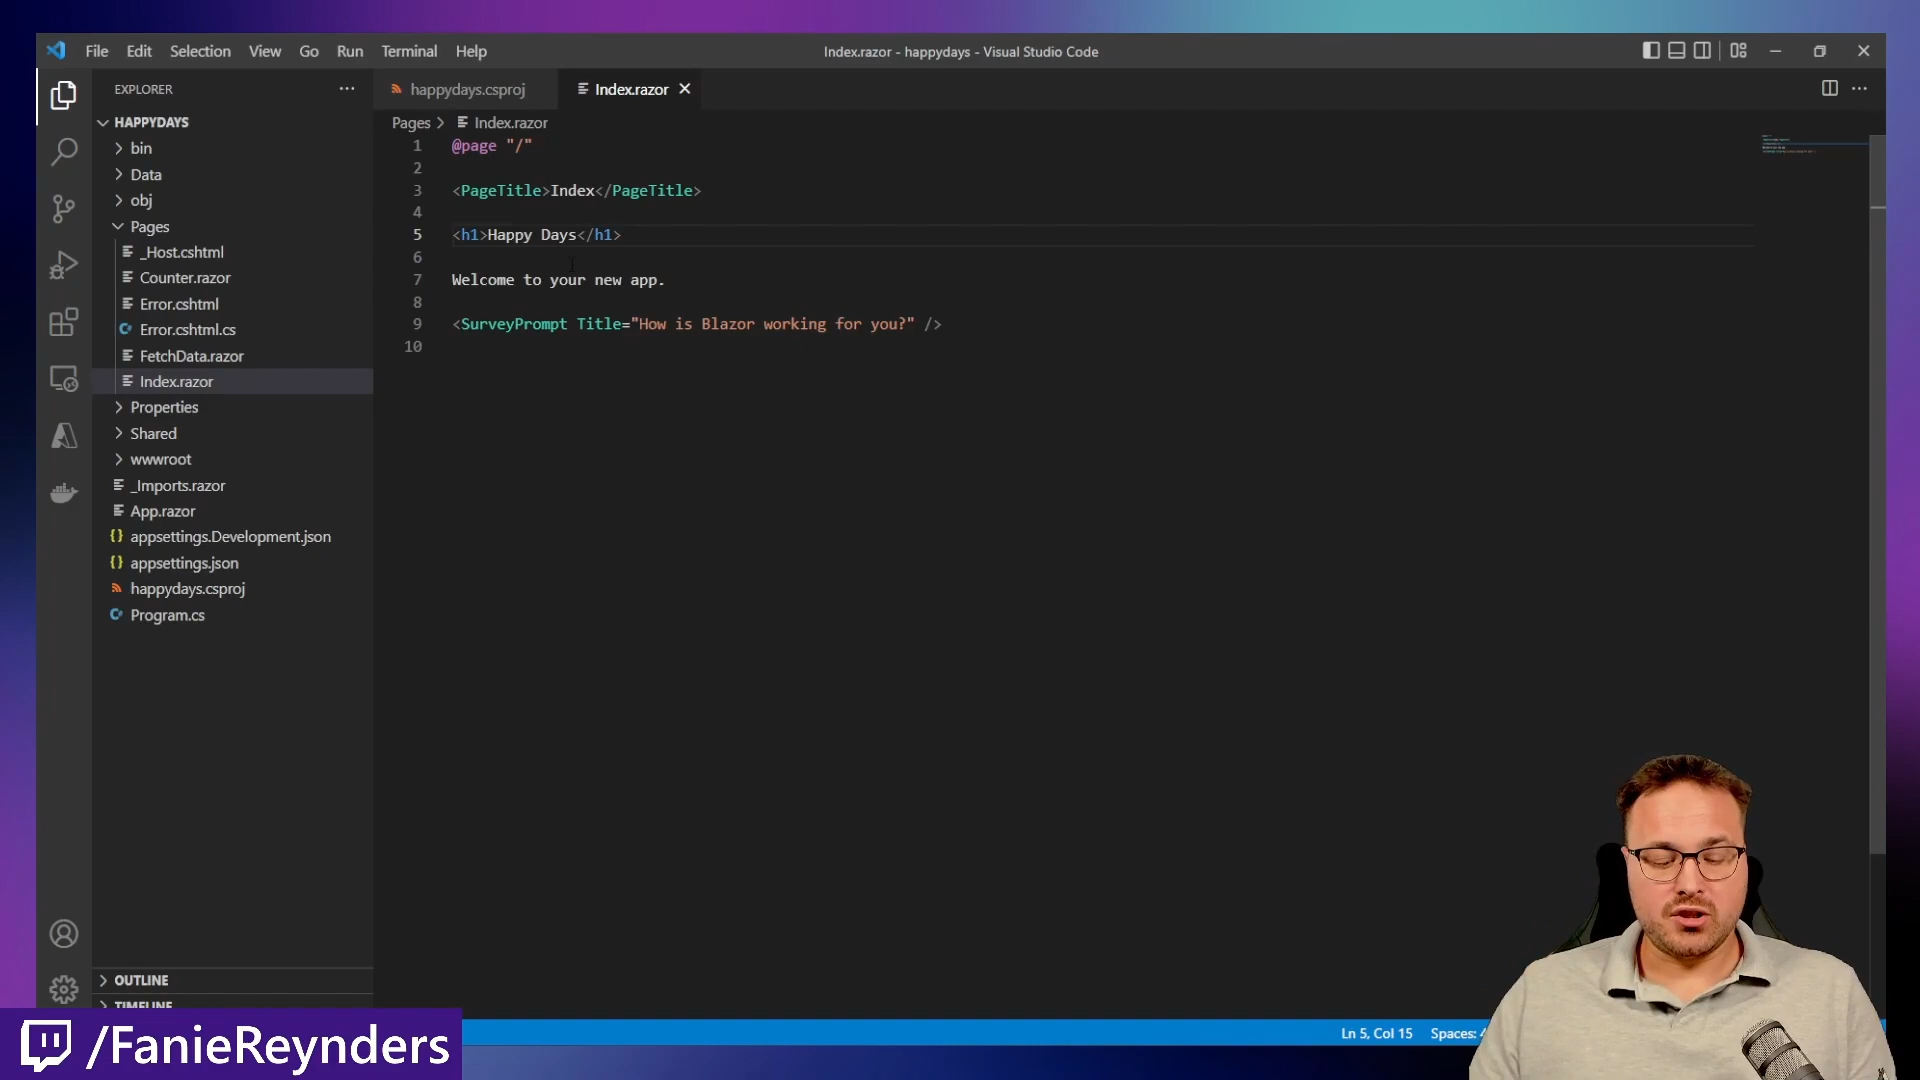 File Edit Selection View Go Run Terminal Help
Index.razor - happydays - Visual Studio Code
EXPLORER
HAPPYDAYS
bin
Data
obj
Pages
_Host.cshtml
Counter.razor
Error.cshtml
Error.cshtml.cs
FetchData.razor
Index.razor
Properties
Shared
wwwroot
_Imports.razor
App.razor
appsettings.Development.json
appsettings.json
happydays.csproj
Program.cs
OUTLINE
TIMELINE
happydays.csproj
Index.razor
Pages > Index.razor
1 @page "/"
2
3 <PageTitle>Index</PageTitle>
4
5 <h1>Happy Days</h1>
6
7 Welcome to your new app.
8
9 <SurveyPrompt Title="How is Blazor working for you?" />
10
Ln 5, Col 15 Spaces:
/FanieReynders